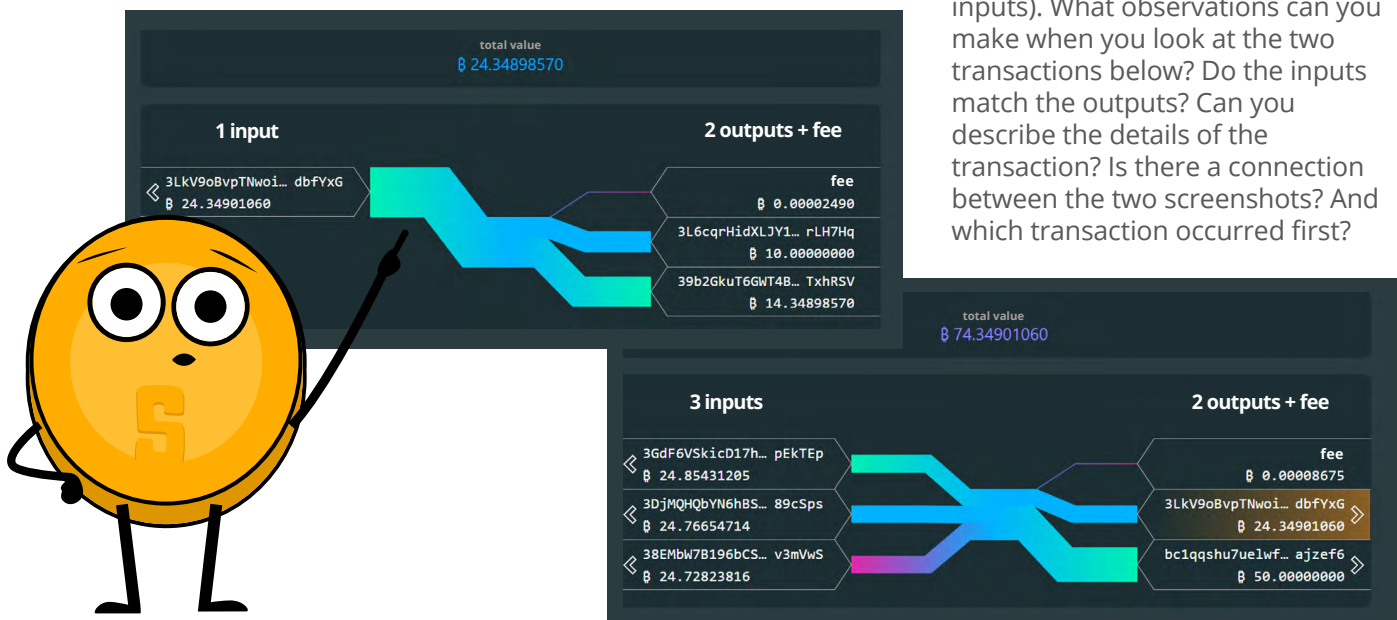 inputs). What observations can you
make when you look at the two
transactions below? Do the inputs
match the outputs? Can you
describe the details of the
transaction? Is there a connection
between the two screenshots? And
which transaction occurred first?
total value
₿ 24.34898570
1 input
2 outputs + fee
3LkV9oBvpTNwoi… dbfYxG
₿ 24.34901060
fee
₿ 0.00002490
3L6cqrHidXLJY1… rLH7Hq
₿ 10.00000000
39b2GkuT6GWT4B… TxhRSV
₿ 14.34898570
total value
₿ 74.34901060
3 inputs
2 outputs + fee
3GdF6VSkicD17h… pEkTEp
₿ 24.85431205
3DjMQHQbYN6hBS… 89cSps
₿ 24.76654714
38EMbW7B196bCS… v3mVwS
₿ 24.72823816
fee
₿ 0.00008675
3LkV9oBvpTNwoi… dbfYxG
₿ 24.34901060
bc1qqshu7uelwf… ajzef6
₿ 50.00000000